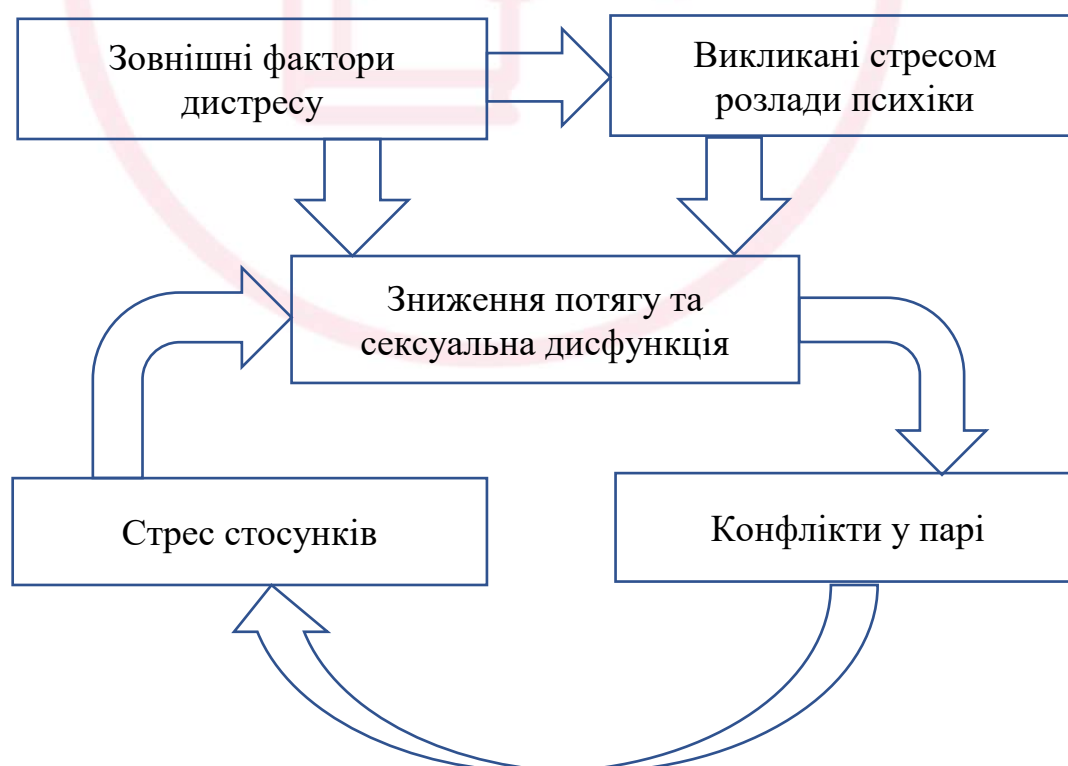 Зовнішні фактори
дистресу
Викликані стресом
розлади психіки
Зниження потягу та
сексуальна дисфункція
Стрес стосунків
Конфлікти у парі